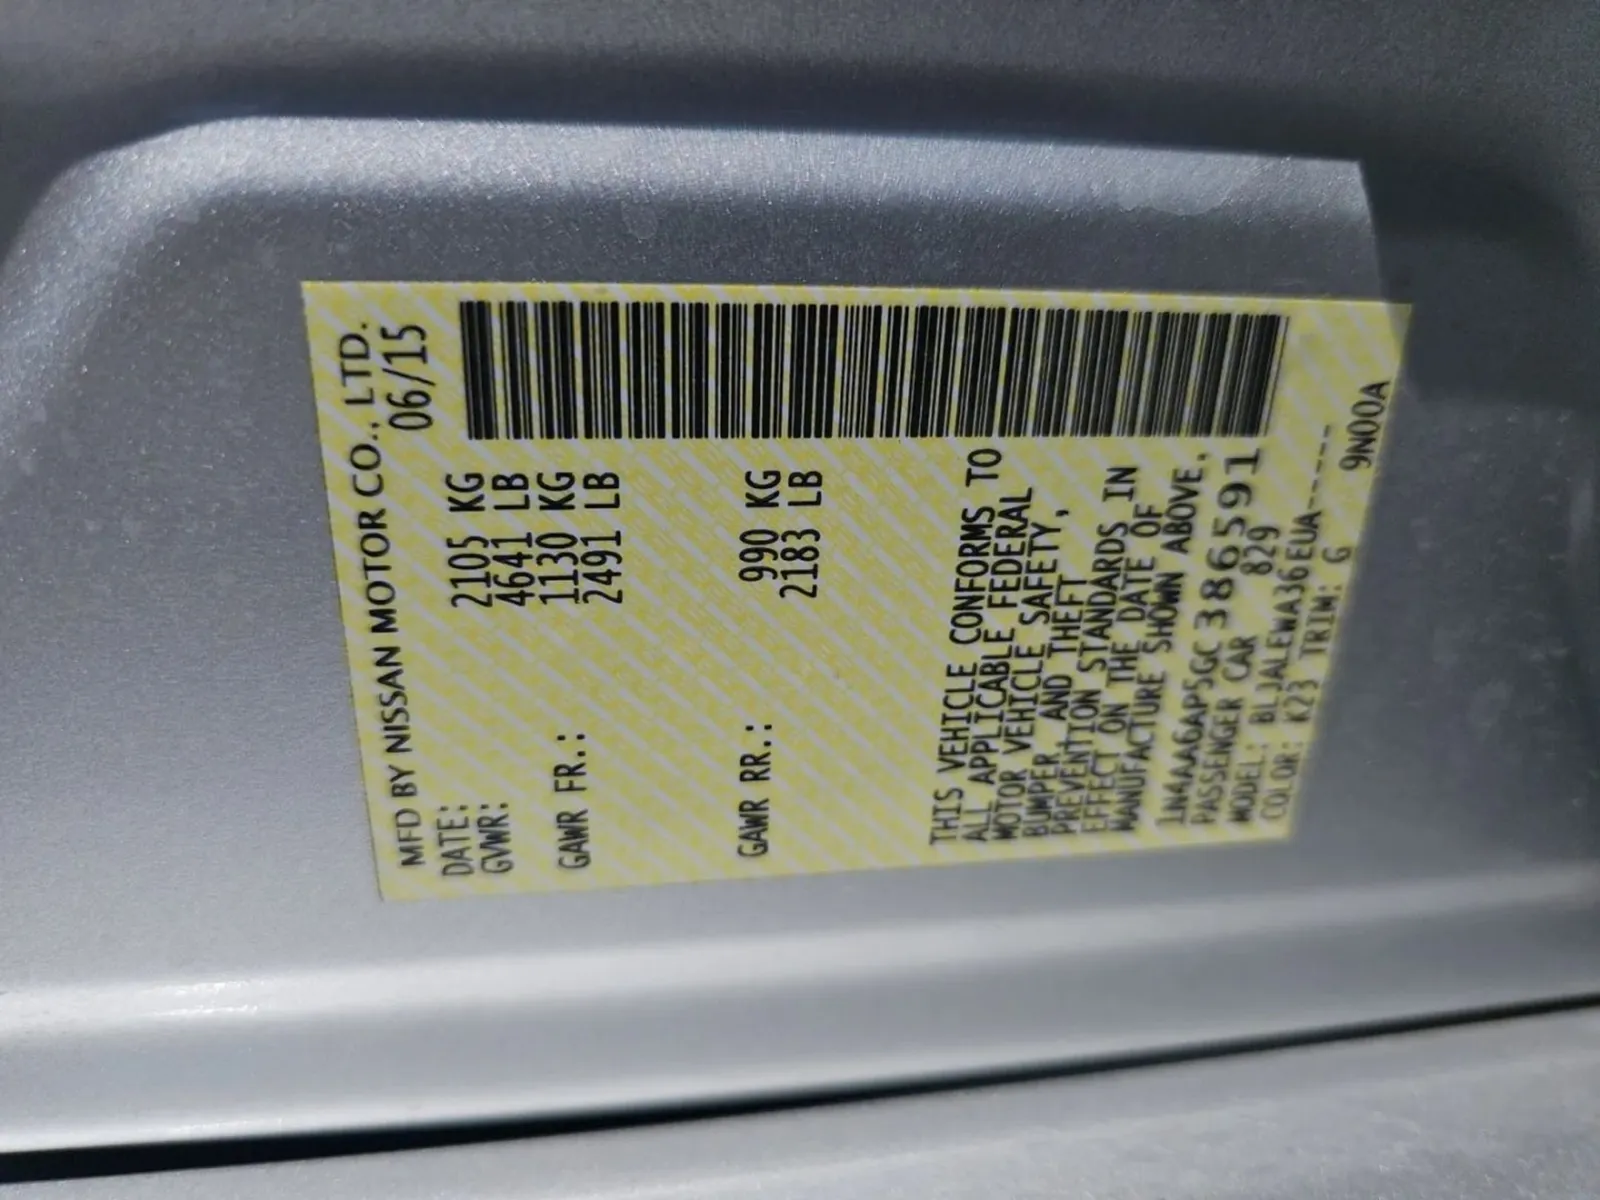 MFD BY NISSAN MOTOR CO., LTD.
DATE: 06/15
GVWR: 2105 KG
4641 LB
GAWR FR.: 1130 KG
2491 LB
GAWR RR.: 990 KG
2183 LB
THIS VEHICLE CONFORMS TO
ALL APPLICABLE FEDERAL
MOTOR VEHICLE SAFETY,
BUMPER, AND THEFT
PREVENTION STANDARDS IN
EFFECT ON THE DATE OF
MANUFACTURE SHOWN ABOVE.
1N4AA6AP5GC386591
PASSENGER CAR 829
MODEL: BLJALEWA36EUA-----
COLOR: K23 TRIM: G 9N00A